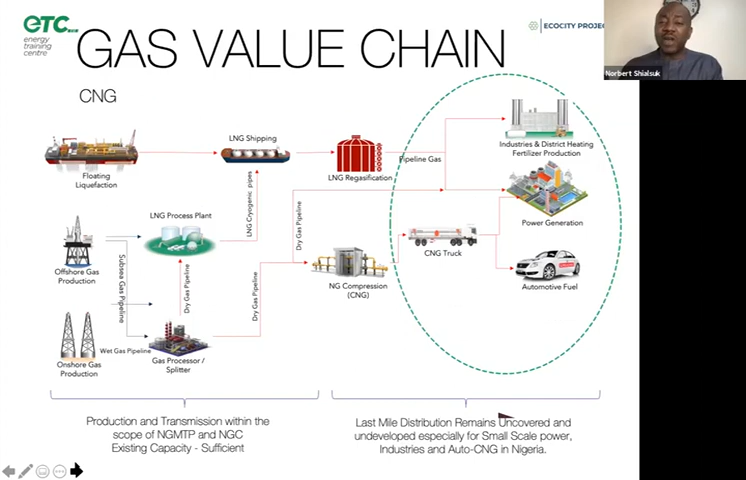 eTC
energy
training
centre
GAS VALUE CHAIN
ECOCITY PROJE
Norbert Shialsuk
CNG
Floating
Liquefaction
LNG Shipping
LNG Regasification
Pipeline Gas
Industries & District Heating
Fertilizer Production
LNG Process Plant
LNG Cryogenic pipes
Dry Gas Pipeline
Power Generation
Offshore Gas
Production
Subsea Gas Pipeline
Dry Gas Pipeline
Dry Gas Pipeline
NG Compression
(CNG)
CNG Truck
Automotive Fuel
Onshore Gas
Production
Wet Gas Pipeline
Gas Processor /
Splitter
Production and Transmission within the
scope of NGMTP and NGC
Existing Capacity - Sufficient
Last Mile Distribution Remains Uncovered and
undeveloped especially for Small Scale power,
Industries and Auto-CNG in Nigeria.